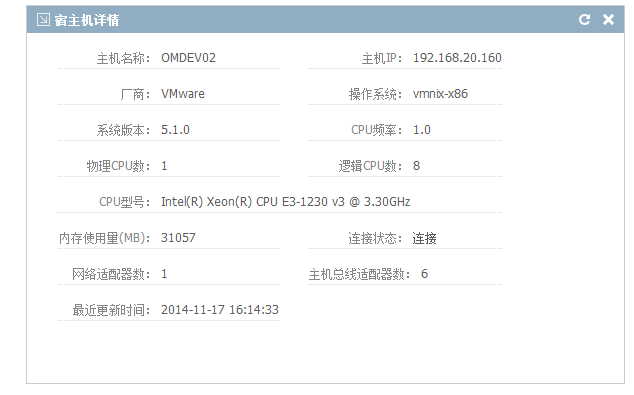 宿主机详情
主机名称： OMDEV02 主机IP： 192.168.20.160
厂商： VMware 操作系统： vmnix-x86
系统版本： 5.1.0 CPU频率： 1.0
物理CPU数： 1 逻辑CPU数： 8
CPU型号： Intel(R) Xeon(R) CPU E3-1230 v3 @ 3.30GHz
内存使用量(MB)： 31057 连接状态： 连接
网络适配器数： 1 主机总线适配器数： 6
最近更新时间： 2014-11-17 16:14:33